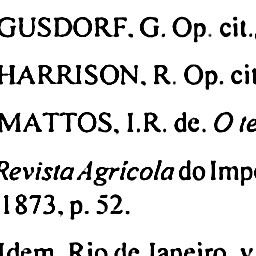 GUSDORF. G. Op. cit.,
HARRISON. R. Op. cit
MATTOS, I.R. de. O te
Revista Agrícola do Impe
1873, p. 52.
Idem. Rio de Janeiro, v